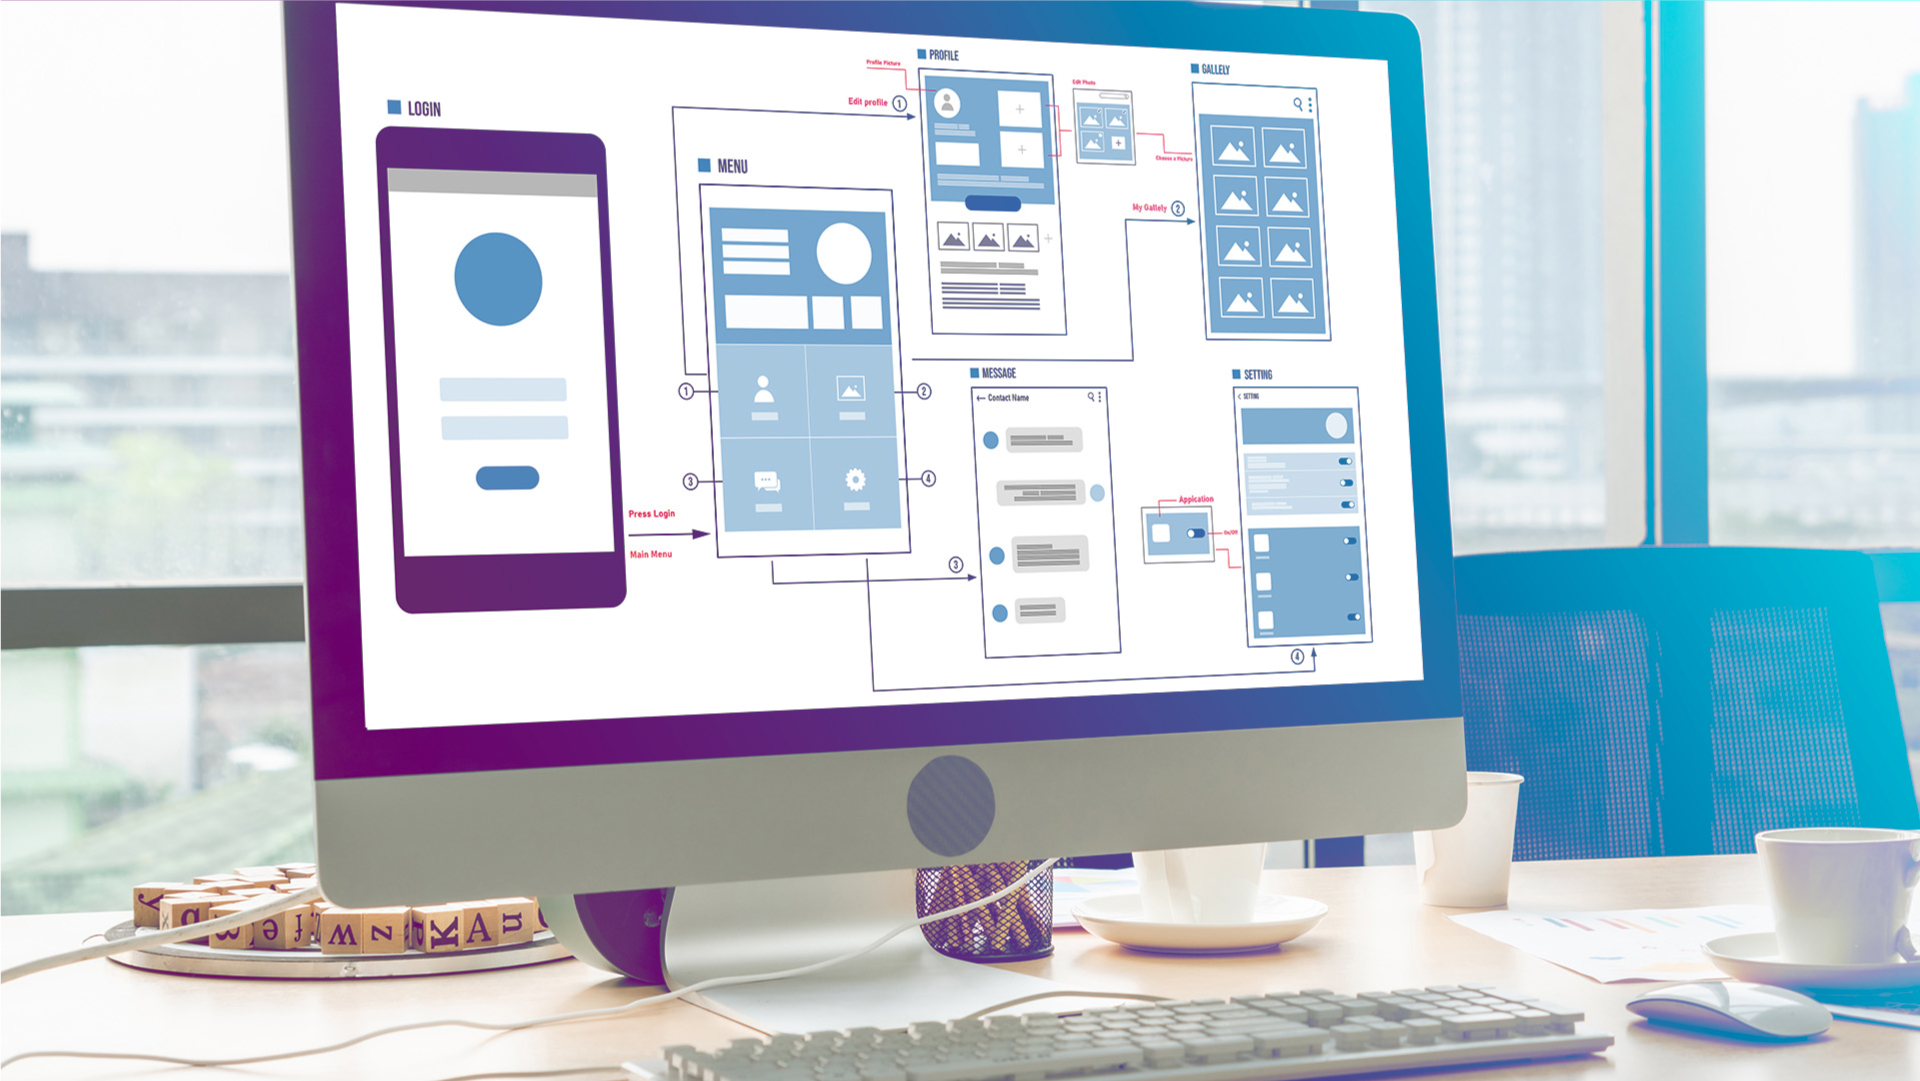 LOGIN
Press Login
Main Menu
MENU
1
2
3
4
PROFILE
Profile Picture
Edit profile 1
Edit Photo
Choose a Picture
GALLELY
My Gallely 2
MESSAGE
← Contact Name
3
SETTING
< SETTING
Appication
On/Off
4
y
b
e
f
w
z
K
A
n